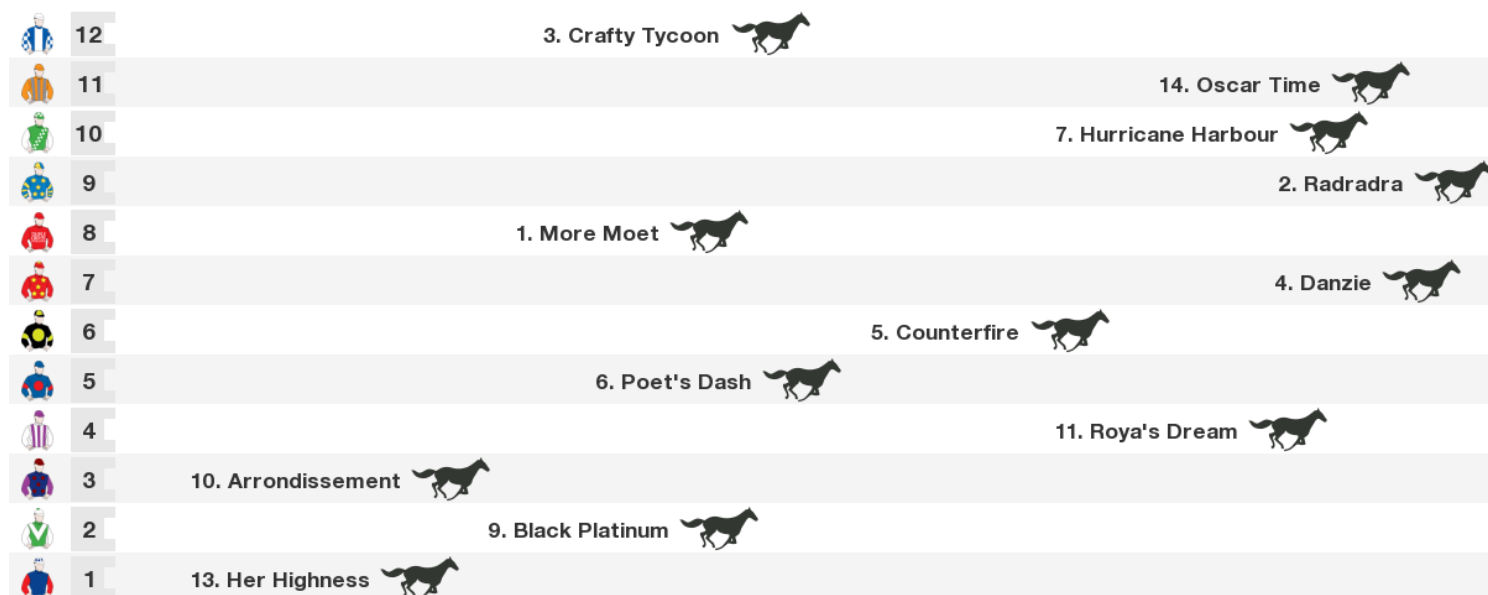 12 3. Crafty Tycoon
11 14. Oscar Time
10 7. Hurricane Harbour
9 2. Radradra
8 1. More Moet
7 4. Danzie
6 5. Counterfire
5 6. Poet's Dash
4 11. Roya's Dream
3 10. Arrondissement
2 9. Black Platinum
1 13. Her Highness